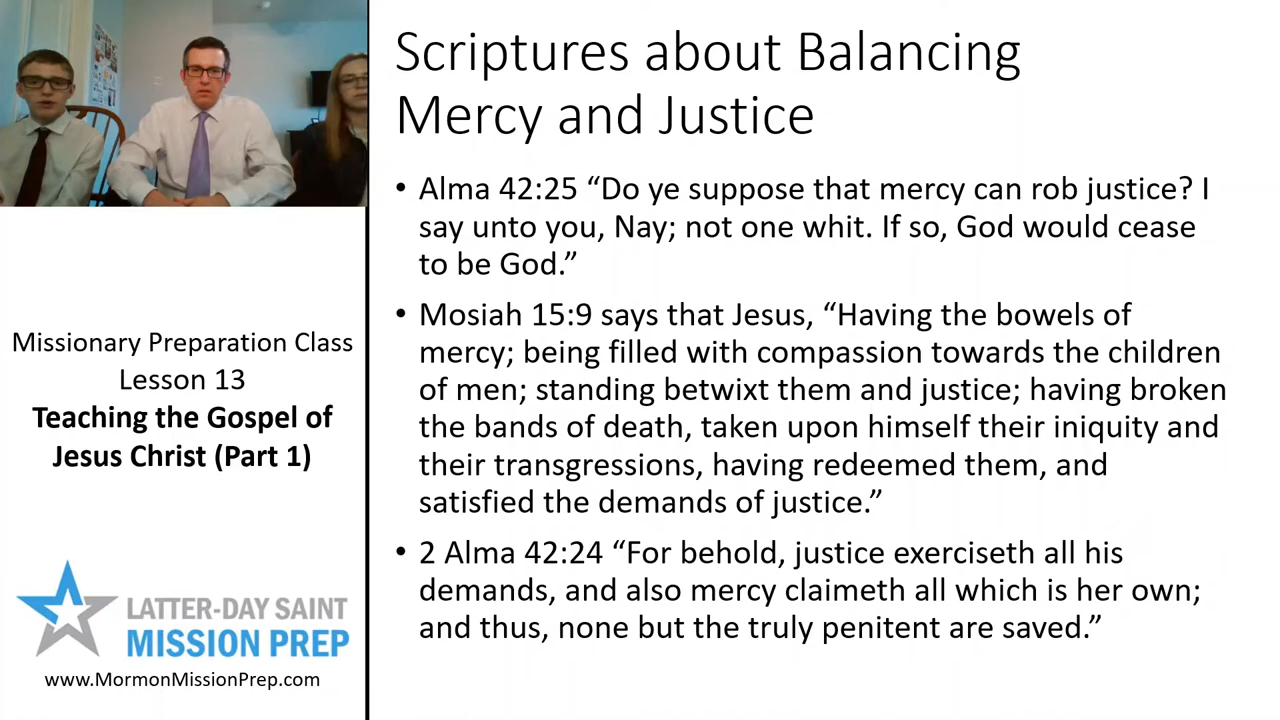 Scriptures about Balancing
Mercy and Justice
• Alma 42:25 “Do ye suppose that mercy can rob justice? I
say unto you, Nay; not one whit. If so, God would cease
to be God.”
• Mosiah 15:9 says that Jesus, “Having the bowels of
mercy; being filled with compassion towards the children
of men; standing betwixt them and justice; having broken
the bands of death, taken upon himself their iniquity and
their transgressions, having redeemed them, and
satisfied the demands of justice.”
• 2 Alma 42:24 “For behold, justice exerciseth all his
demands, and also mercy claimeth all which is her own;
and thus, none but the truly penitent are saved.”
Missionary Preparation Class
Lesson 13
Teaching the Gospel of
Jesus Christ (Part 1)
LATTER-DAY SAINT
MISSION PREP
www.MormonMissionPrep.com